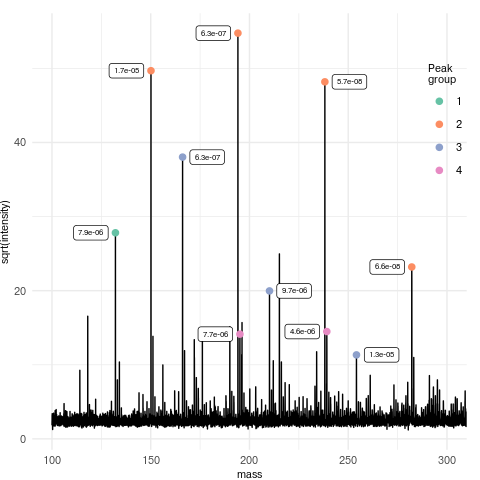 6.3e-07
1.7e-05
5.7e-08
Peak
group
1
2
3
4
6.3e-07
7.9e-06
6.6e-08
9.7e-06
7.7e-06
4.6e-06
1.3e-05
40
20
0
sqrt(intensity)
100
150
200
250
300
mass